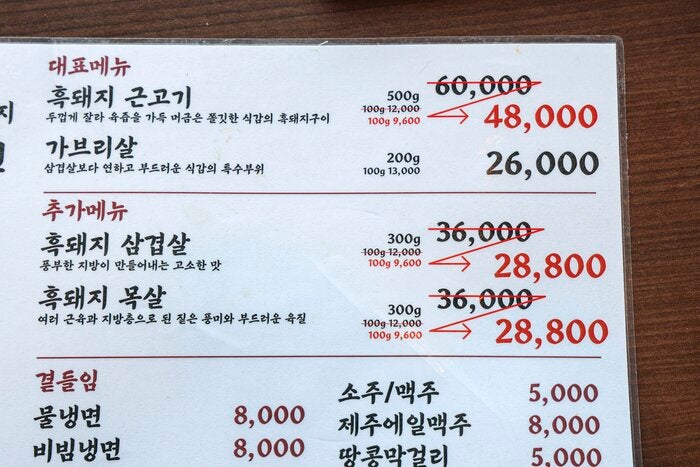 대표메뉴
흑돼지 근고기 500g 60,000
두껍게 잘라 육즙을 가득 머금은 쫄깃한 식감의 흑돼지구이 100g 12,000
100g 9,600 → 48,000
가브리살 200g 26,000
삼겹살보다 연하고 부드러운 식감의 특수부위 100g 13,000
추가메뉴
흑돼지 삼겹살 300g 36,000
풍부한 지방이 만들어내는 고소한 맛 100g 12,000
100g 9,600 → 28,800
흑돼지 목살 300g 36,000
여러 근육과 지방층으로 된 짙은 풍미와 부드러운 육질 100g 12,000
100g 9,600 → 28,800
곁들임
물냉면 8,000
비빔냉면 8,000
소주/맥주 5,000
제주에일맥주 8,000
땅콩막걸리 5,000